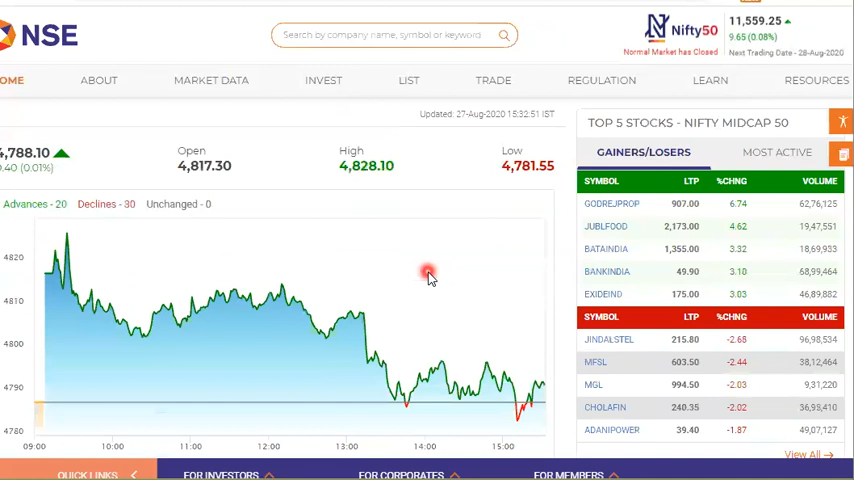 NSE
Search by company name, symbol or keyword
Nifty50
11,559.25
9.65 (0.08%)
Normal Market has Closed
Next Trading Date - 28-Aug-2020
OME
ABOUT
MARKET DATA
INVEST
LIST
TRADE
REGULATION
LEARN
RESOURCES
Updated: 27-Aug-2020 15:32:51 IST
4,788.10
.40 (0.01%)
Open
4,817.30
High
4,828.10
Low
4,781.55
Advances - 20 Declines - 30 Unchanged - 0
4820
4810
4800
4790
4780
09:00 10:00 11:00 12:00 13:00 14:00 15:00
TOP 5 STOCKS - NIFTY MIDCAP 50
GAINERS/LOSERS MOST ACTIVE
SYMBOL LTP %CHNG VOLUME
GODREJPROP 907.00 6.74 62,76,125
JUBLFOOD 2,173.00 4.62 19,47,551
BATAINDIA 1,355.00 3.32 18,69,933
BANKINDIA 49.90 3.10 68,99,464
EXIDEIND 175.00 3.03 46,89,882
SYMBOL LTP %CHNG VOLUME
JINDALSTEL 215.80 -2.68 96,98,534
MFSL 603.50 -2.44 38,12,464
MGL 994.50 -2.03 9,31,220
CHOLAFIN 240.35 -2.02 36,93,410
ADANIPOWER 39.40 -1.87 49,07,127
View All
QUICK LINKS
FOR INVESTORS
FOR CORPORATES
FOR MEMBERS